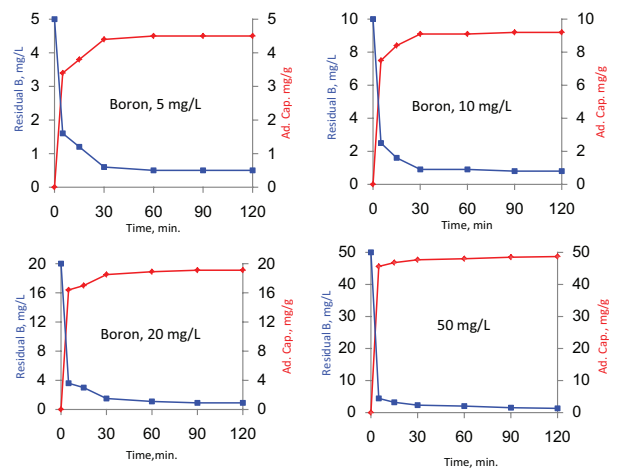 5 5
4 4
3 3
2 2
1 1
0 0
0 30 60 90 120
Residual B, mg/L
Ad. Cap. mg/g
Boron, 5 mg/L
Time, min.
10 10
8 8
6 6
4 4
2 2
0 0
0 30 60 90 120
Residual B, mg/L
Ad. Cap. mg/g
Boron, 10 mg/L
Time, min
20 20
16 16
12 12
8 8
4 4
0 0
0 30 60 90 120
Residual B, mg/L
Ad. Cap., mg/g
Boron, 20 mg/L
Time,min.
50 50
40 40
30 30
20 20
10 10
0 0
0 30 60 90 120
Residual B, mg/L
Ad. Cap., mg/g
50 mg/L
Time, min.